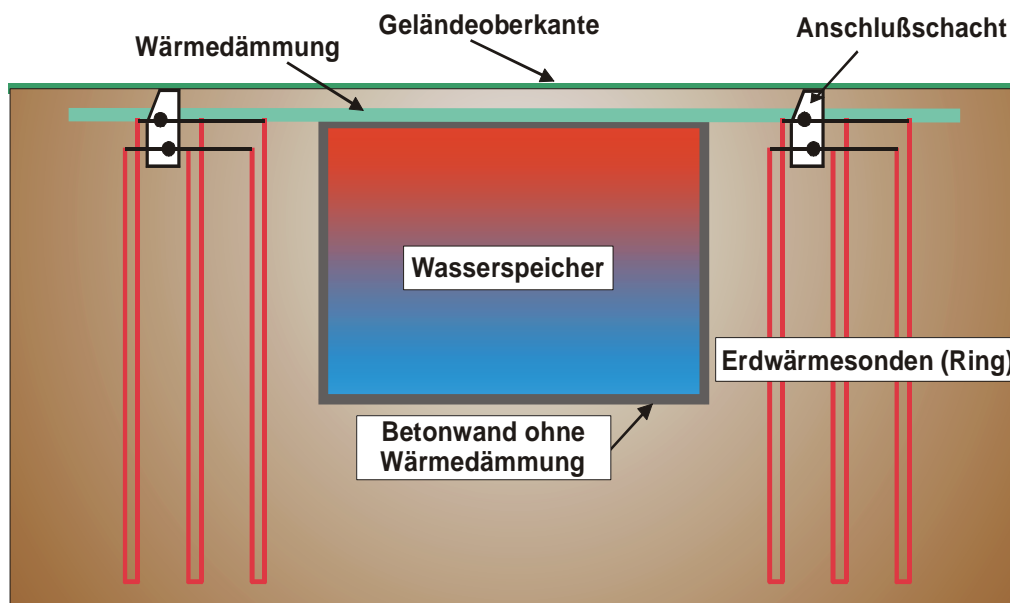 Geländeoberkante
Anschlußschacht
Wärmedämmung
Wasserspeicher
Erdwärmesonden (Ring)
Betonwand ohne
Wärmedämmung